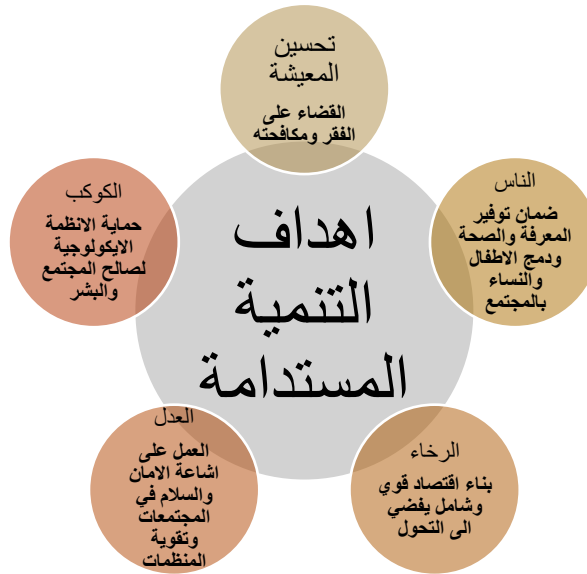 تحسين
المعيشة
القضاء على
الفقر ومكافحته
الناس
ضمان توفير
المعرفة والصحة
ودمج الاطفال
والنساء
بالمجتمع
الرخاء
بناء اقتصاد قوي
وشامل يفضي
الى التحول
العدل
العمل على
اشاعة الامان
والسلام في
المجتمعات
وتقوية
المنظمات
الكوكب
حماية الانظمة
الايكولوجية
لصالح المجتمع
والبشر
اهداف
التنمية
المستدامة